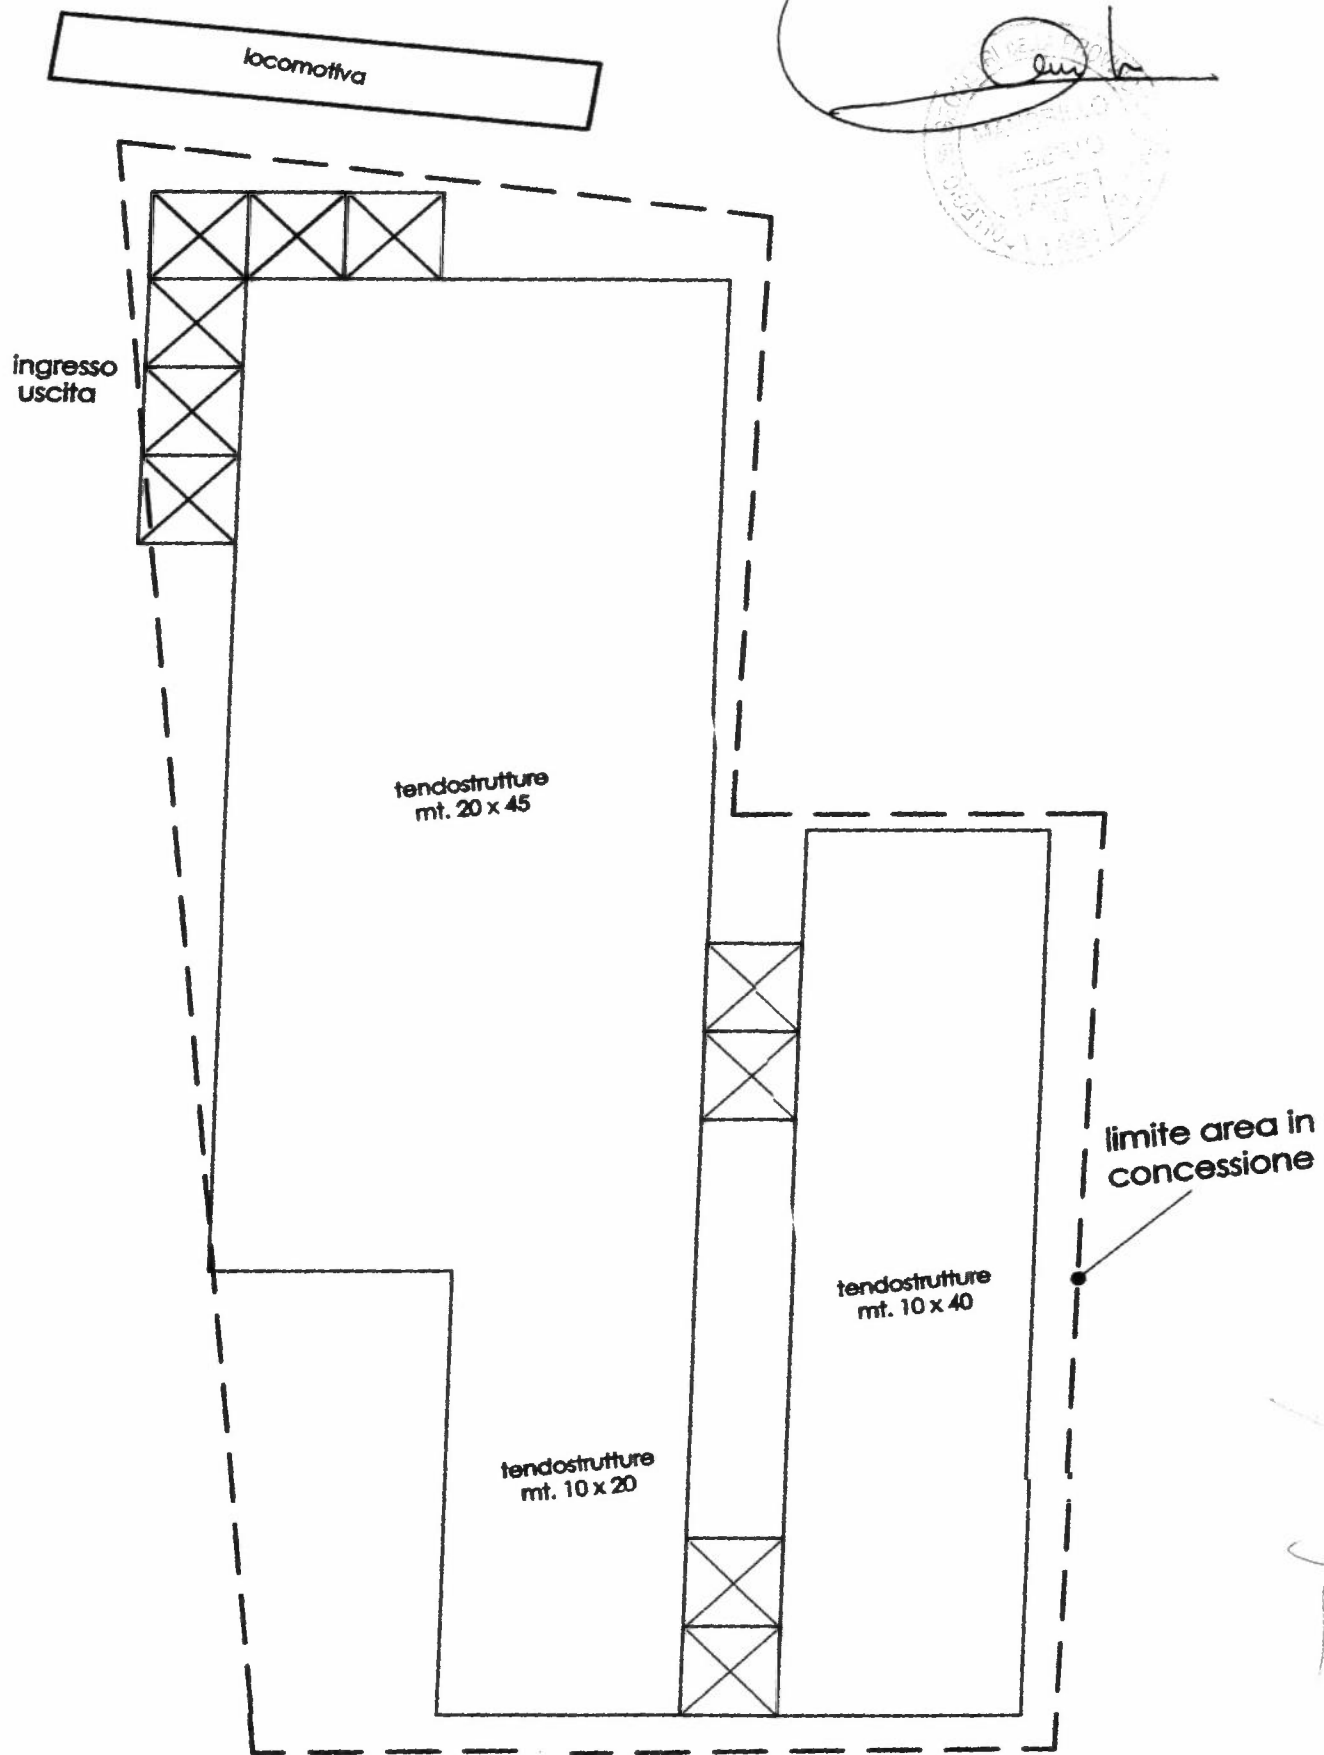 locomotiva
ingresso
uscita
tendostrutture
mt. 20 x 45
limite area in
concessione
tendostrutture
mt. 10 x 40
tendostrutture
mt. 10 x 20